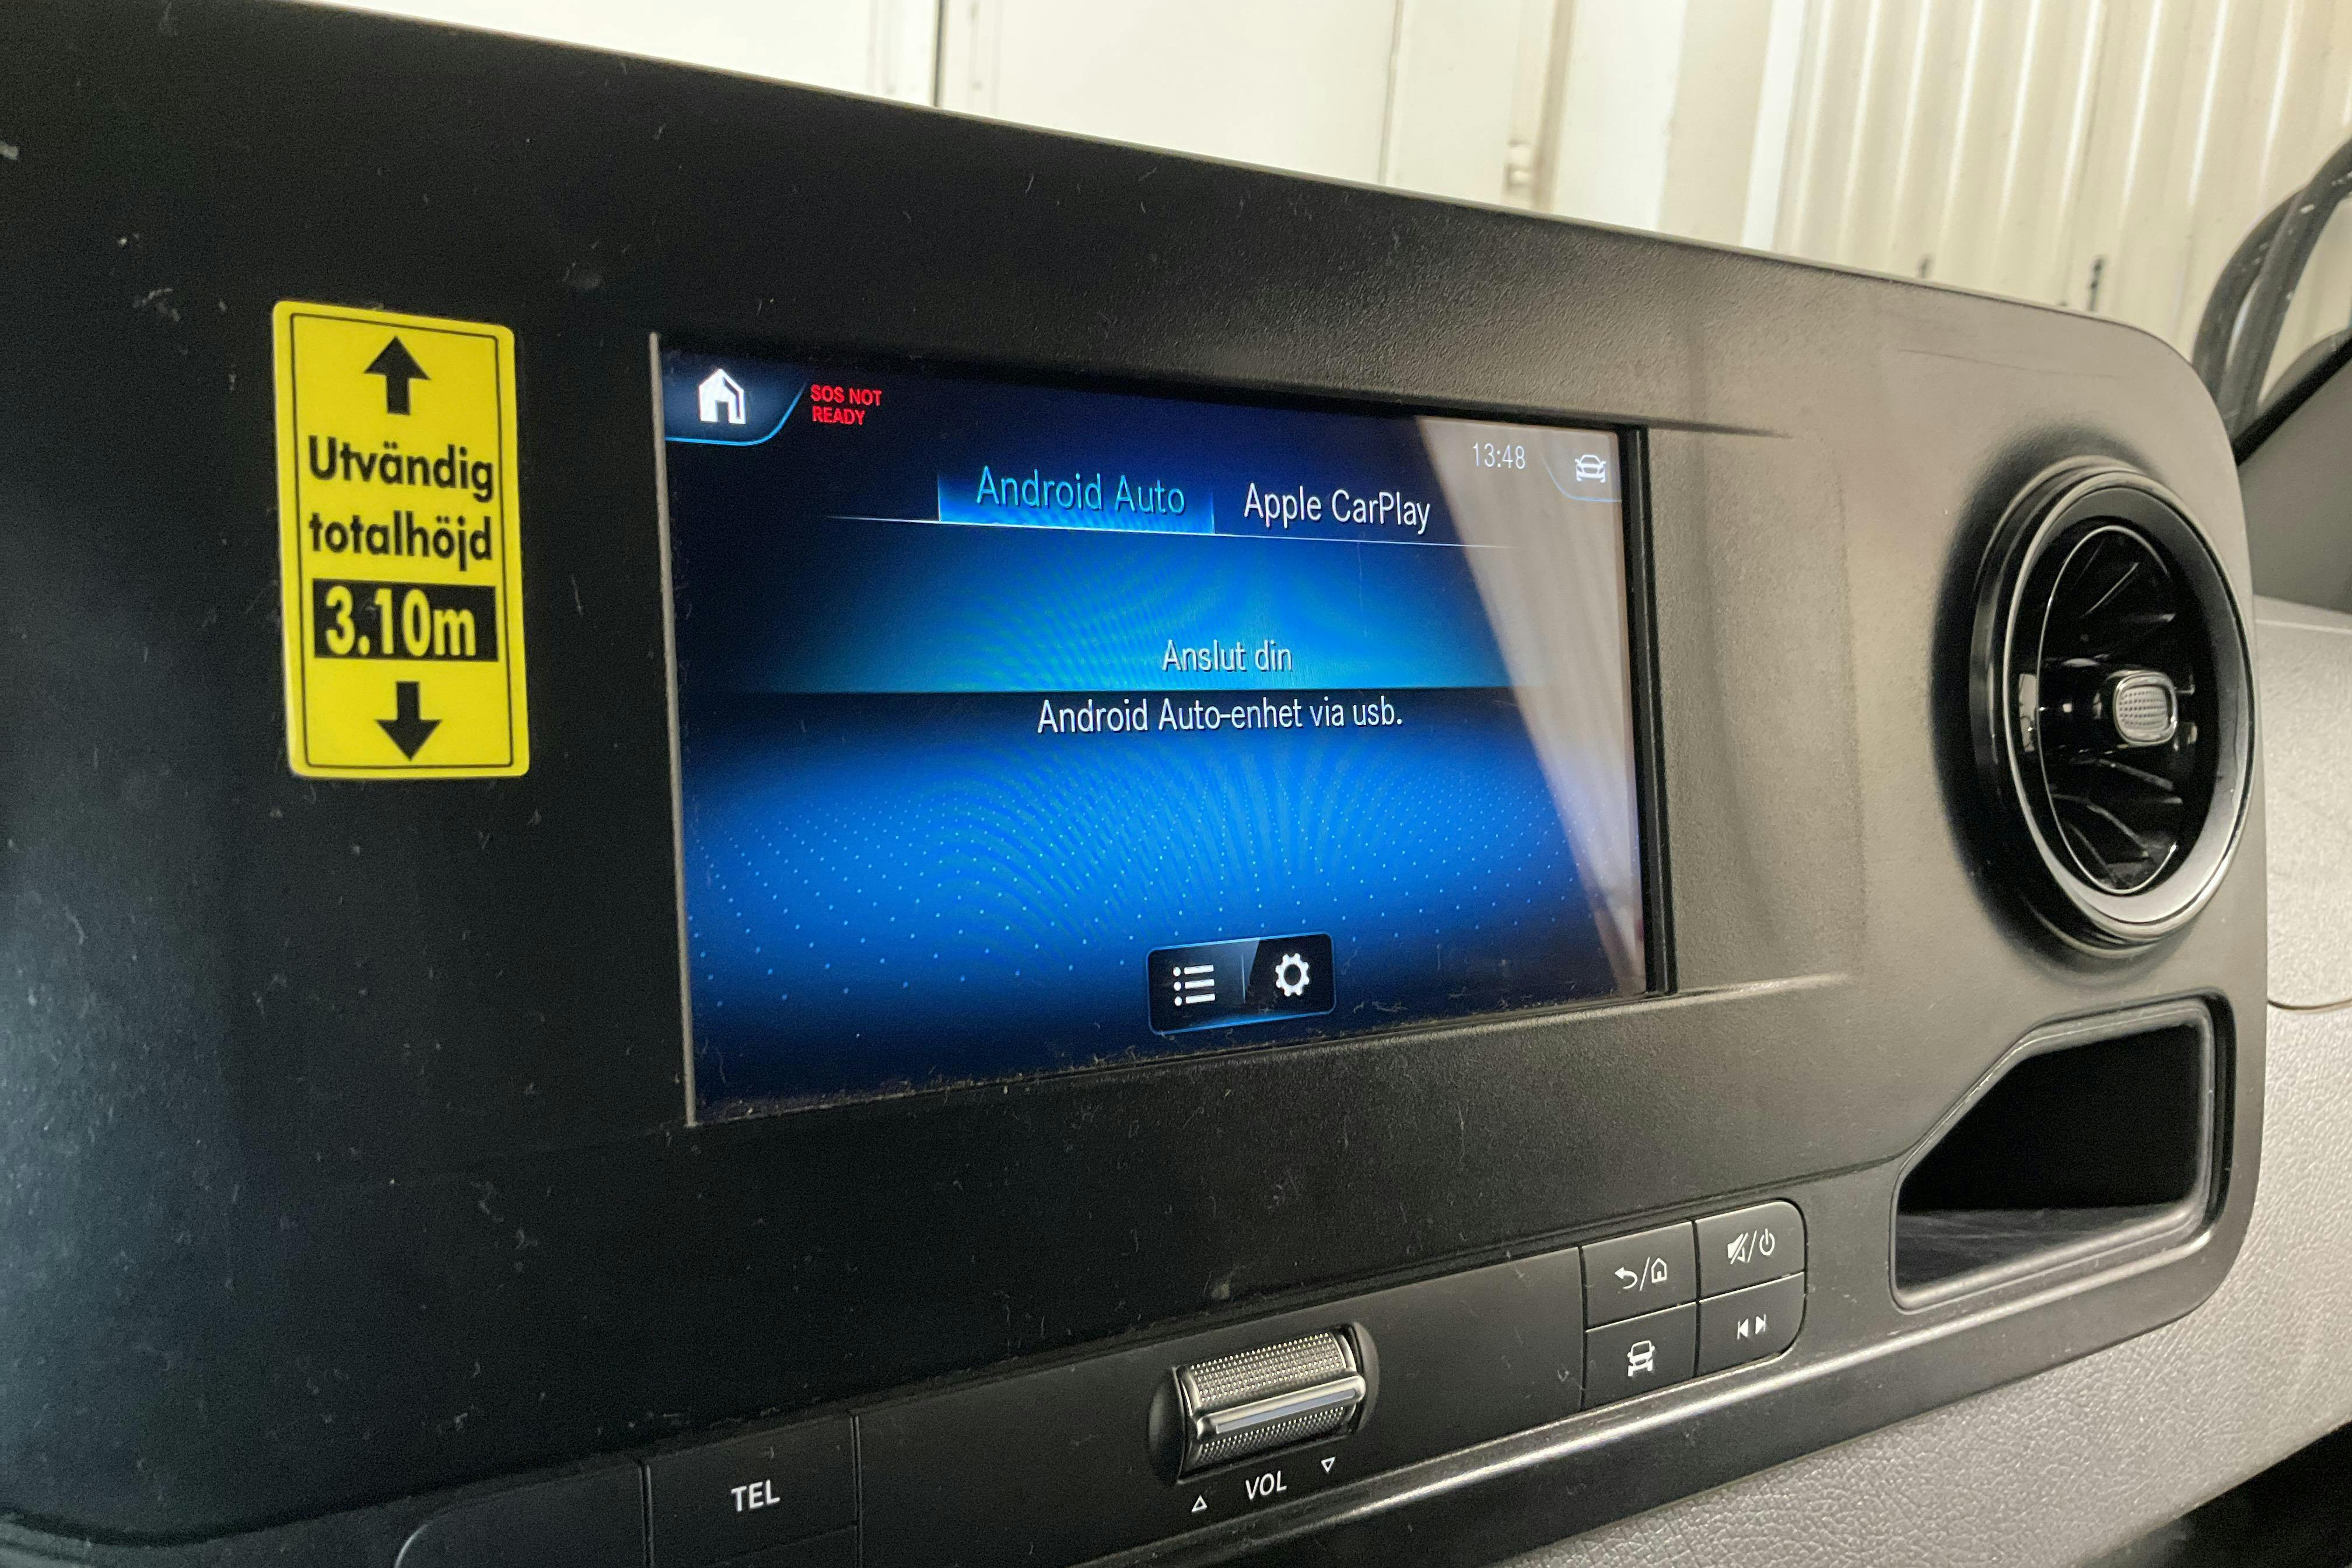 Utvändig
totalhöjd
3.10m
SOS NOT
READY
13:48
Android Auto
Apple CarPlay
Anslut din
Android Auto-enhet via usb.
TEL
VOL